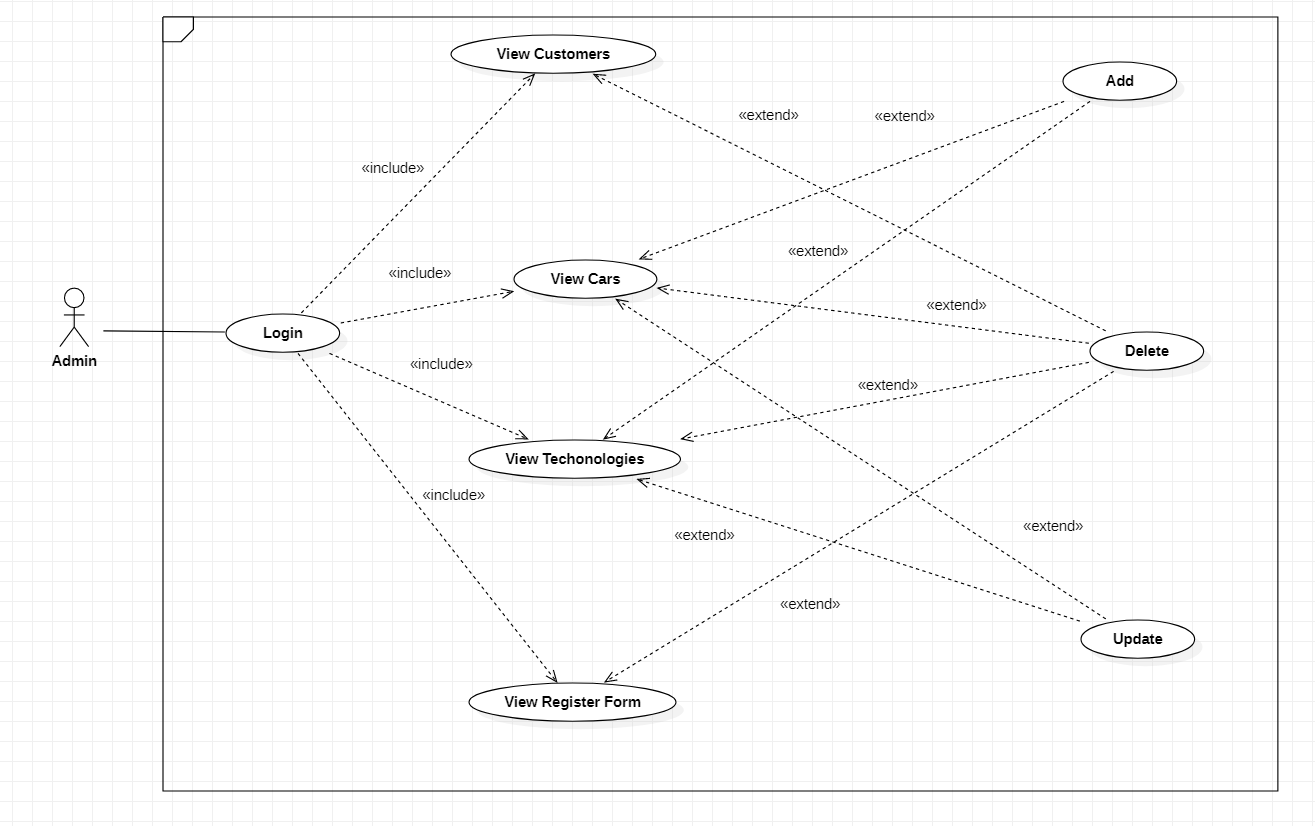 View Customers
Add
«extend»
«extend»
«include»
«extend»
«include»
View Cars
«extend»
Login
Delete
Admin
«include»
«extend»
View Techonologies
«include»
«extend»
«extend»
«extend»
Update
View Register Form